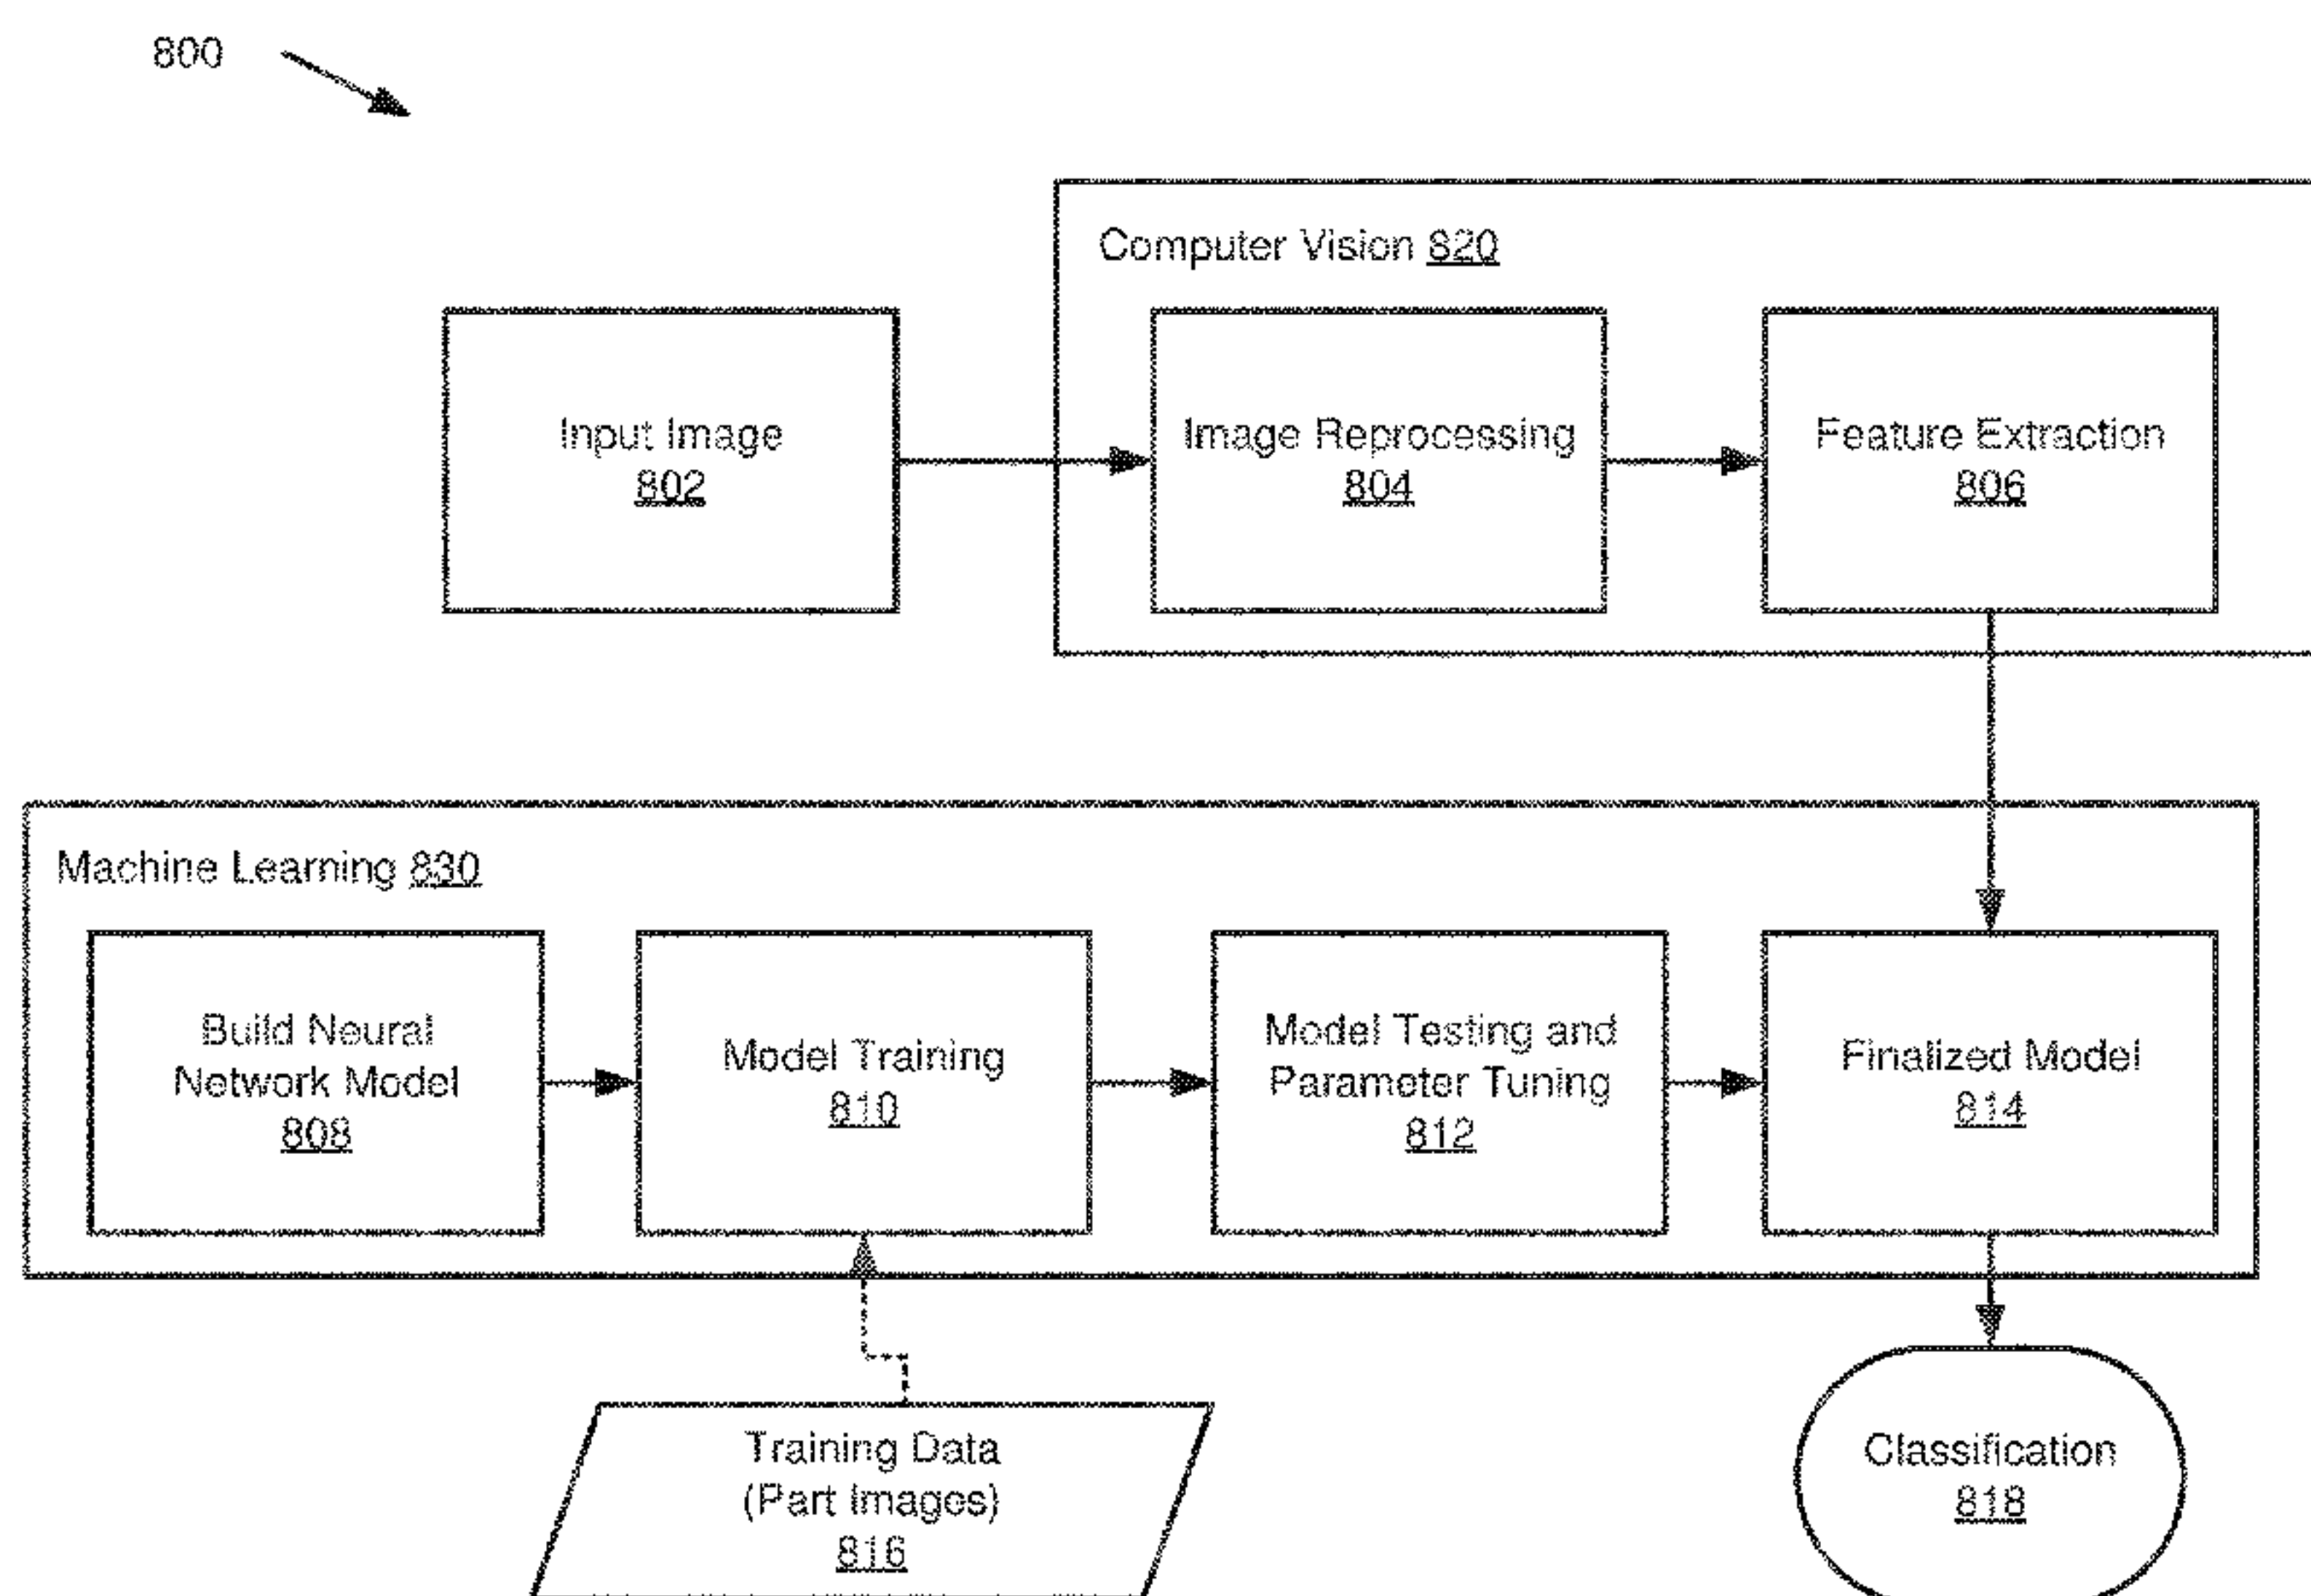 800
Computer Vision 820
Input Image
802
Image Reprocessing
804
Feature Extraction
806
Machine Learning 830
Build Neural
Network Model
808
Model Training
810
Model Testing and
Parameter Tuning
812
Finalized Model
814
Training Data
(Part Images)
816
Classification
818